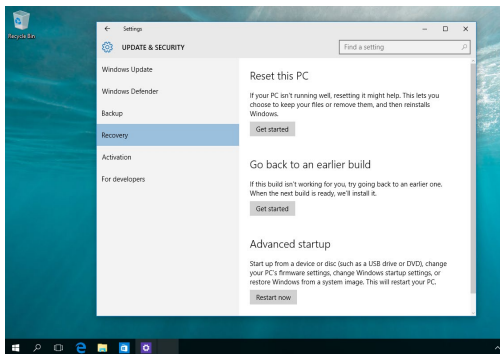 Recycle Bin
Settings
UPDATE & SECURITY
Find a setting
Windows Update
Windows Defender
Backup
Recovery
Activation
For developers
Reset this PC
If your PC isn't running well, resetting it might help. This lets you
choose to keep your files or remove them, and then reinstalls
Windows.
Get started
Go back to an earlier build
If this build isn't working for you, try going back to an earlier one.
When the next build is ready, we'll install it.
Get started
Advanced startup
Start up from a device or disc (such as a USB drive or DVD), change
your PC's firmware settings, change Windows startup settings, or
restore Windows from a system image. This will restart your PC.
Restart now